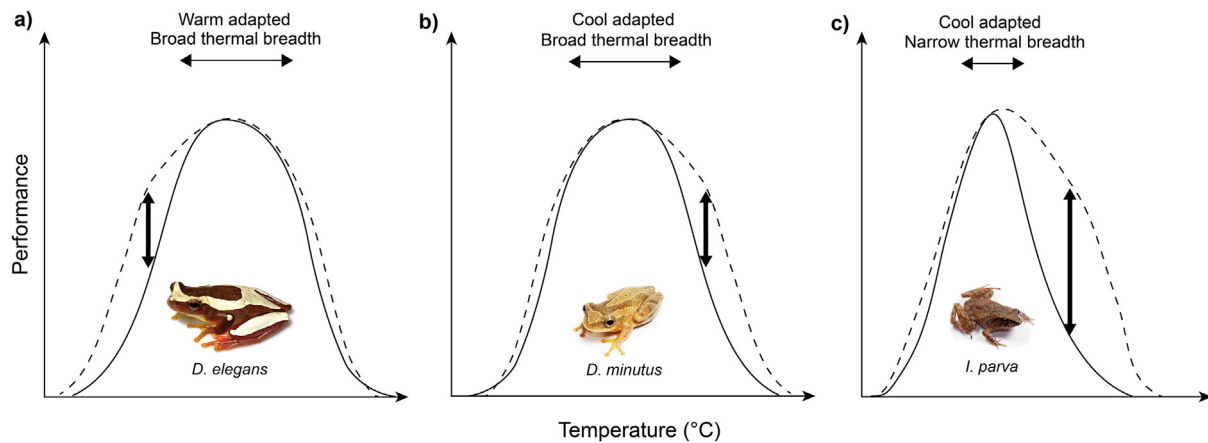 a)
Warm adapted
Broad thermal breadth
b)
Cool adapted
Broad thermal breadth
c)
Cool adapted
Narrow thermal breadth
Performance
D. elegans
D. minutus
I. parva
Temperature (°C)